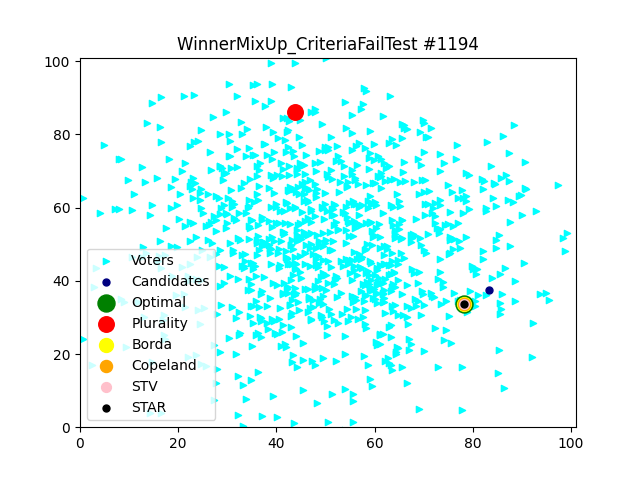 WinnerMixUp_CriteriaFailTest #1194
100
80
60
40
20
0
Voters
Candidates
Optimal
Plurality
Borda
Copeland
STV
STAR
0 20 40 60 80 100